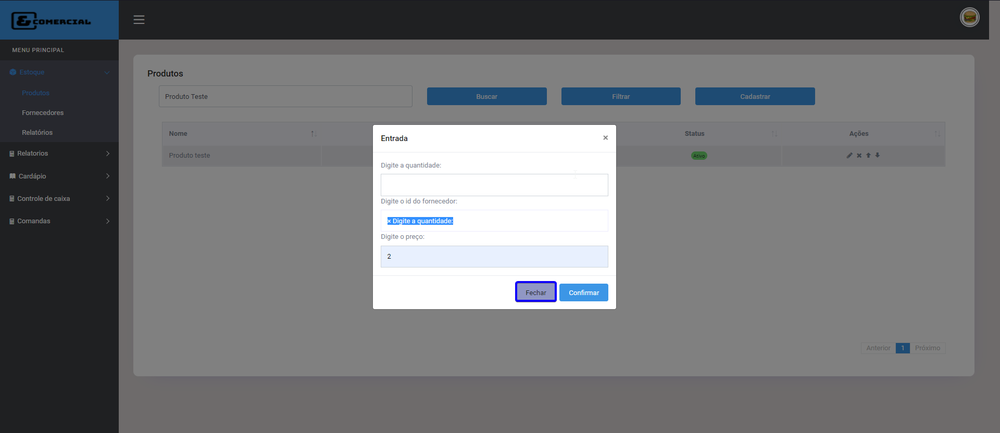 & COMERCIAL
MENU PRINCIPAL
Estoque
Produtos
Fornecedores
Relatórios
Relatorios
Cardápio
Controle de caixa
Comandas
Produtos
Produto Teste
Buscar
Filtrar
Cadastrar
Nome
Status
Ações
Produto teste
Ativo
Entrada
×
Digite a quantidade:
Digite o id do fornecedor:
× Digite a quantidade:
Digite o preço:
2
Fechar
Confirmar
Anterior
1
Próximo